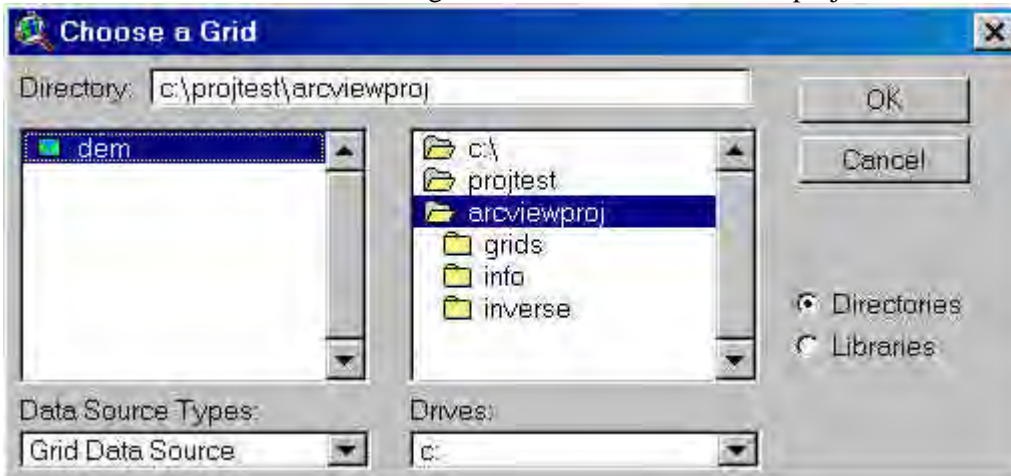 Choose a Grid
Directory: c:\projtest\arcviewproj
OK
dem
c:\
Cancel
projtest
arcviewproj
grids
info
inverse
Directories
Libraries
Data Source Types:
Drives:
Grid Data Source
c: